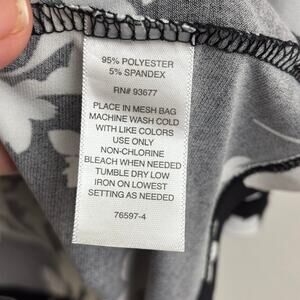 95% POLYESTER
5% SPANDEX
RN# 93677
PLACE IN MESH BAG
MACHINE WASH COLD
WITH LIKE COLORS
USE ONLY
NON-CHLORINE
BLEACH WHEN NEEDED
TUMBLE DRY LOW
IRON ON LOWEST
SETTING AS NEEDED
76597-4